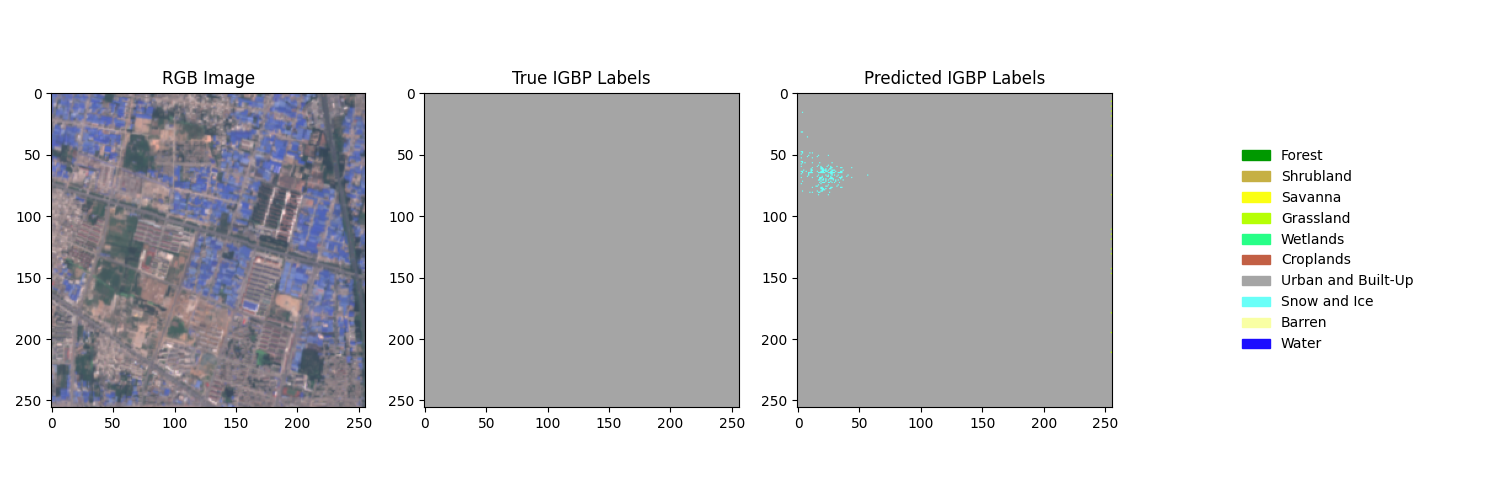 RGB Image
0
50
100
150
200
250
0 50 100 150 200 250
True IGBP Labels
0
50
100
150
200
250
0 50 100 150 200 250
Predicted IGBP Labels
0
50
100
150
200
250
0 50 100 150 200 250
Forest
Shrubland
Savanna
Grassland
Wetlands
Croplands
Urban and Built-Up
Snow and Ice
Barren
Water